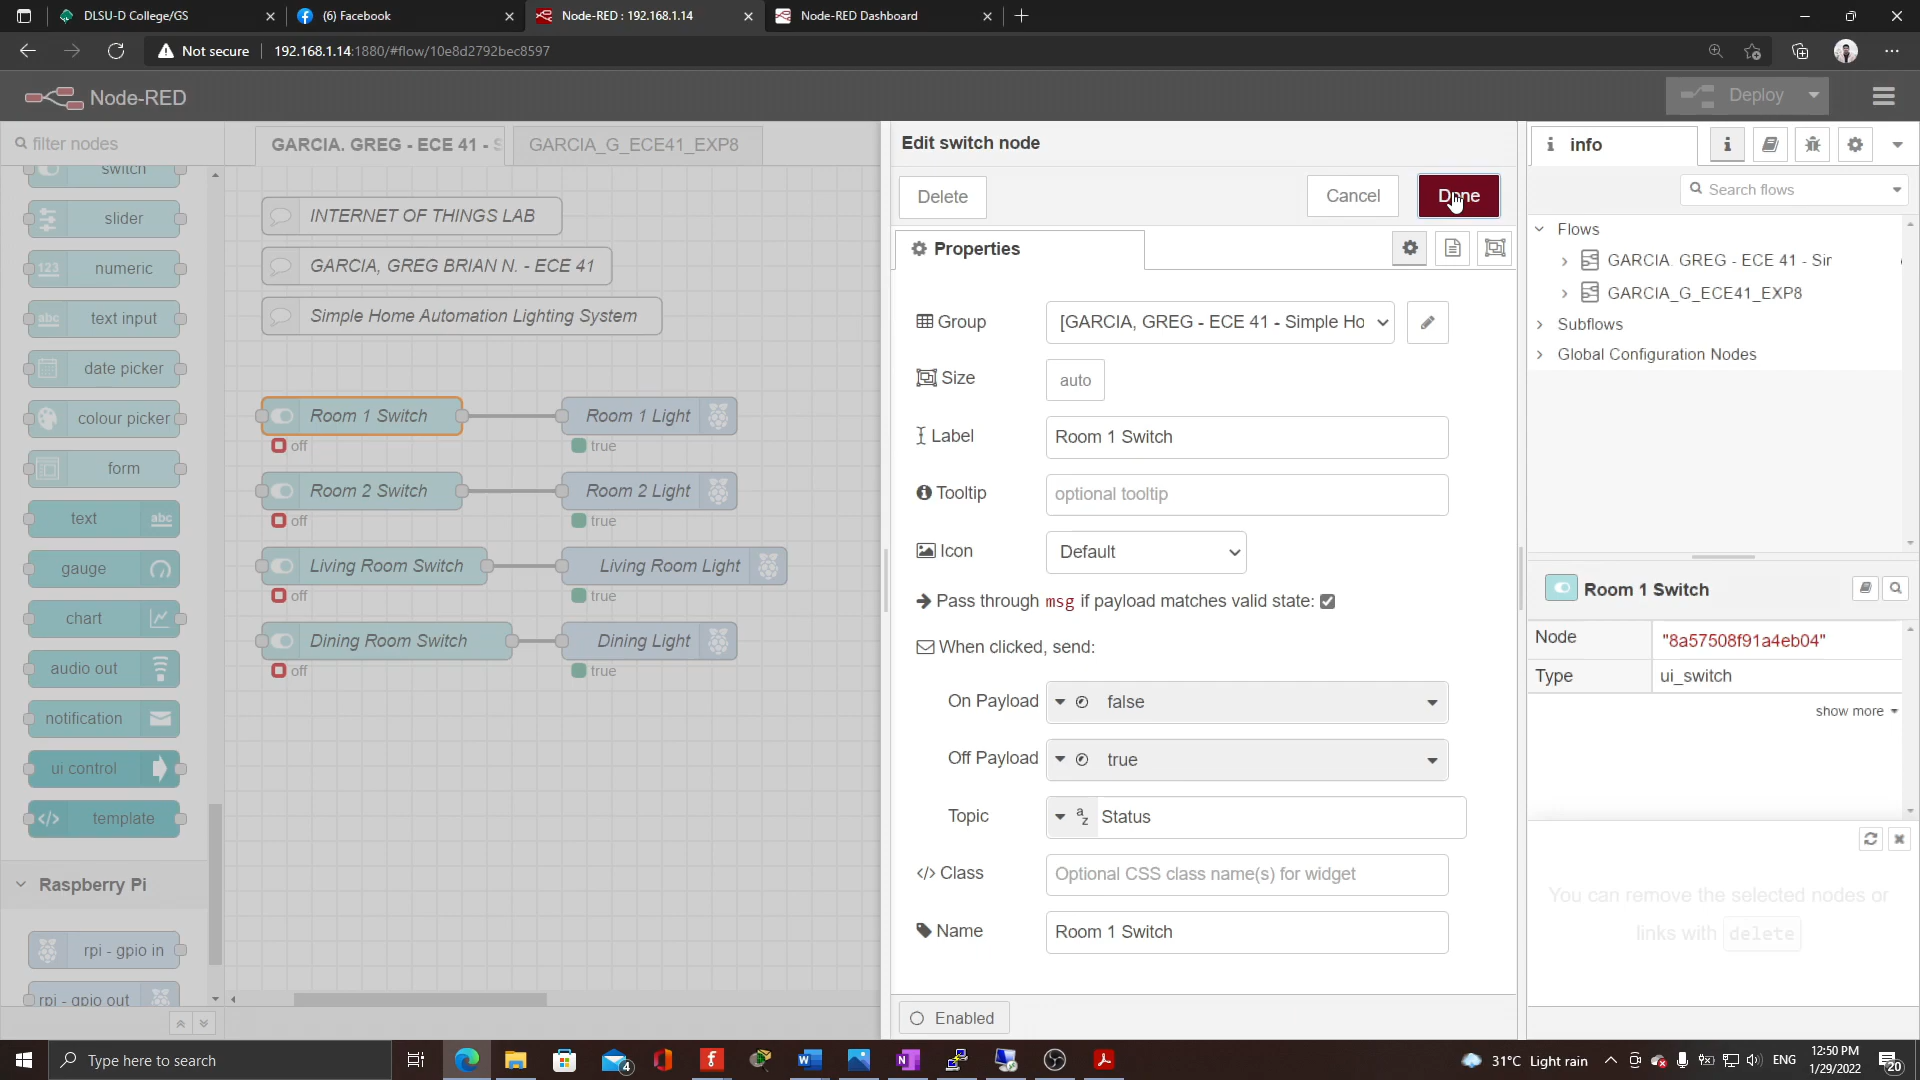 DLSU-D College/GS
(6) Facebook
Node-RED : 192.168.1.14
Node-RED Dashboard
Not secure
192.168.1.14:1880/#flow/10e8d2792bec8597
Node-RED
Deploy
filter nodes
GARCIA. GREG - ECE 41 - S
GARCIA_G_ECE41_EXP8
switch
slider
numeric
text input
date picker
colour picker
form
text
gauge
chart
audio out
notification
ui control
template
Raspberry Pi
rpi - gpio in
rpi - gpio out
INTERNET OF THINGS LAB
GARCIA, GREG BRIAN N. - ECE 41
Simple Home Automation Lighting System
Room 1 Switch
Room 1 Light
off
true
Room 2 Switch
Room 2 Light
off
true
Living Room Switch
Living Room Light
off
true
Dining Room Switch
Dining Light
off
true
Edit switch node
Delete
Cancel
Done
Properties
Group
[GARCIA, GREG - ECE 41 - Simple Ho
Size
auto
Label
Room 1 Switch
Tooltip
optional tooltip
Icon
Default
Pass through msg if payload matches valid state:
When clicked, send:
On Payload
false
Off Payload
true
Topic
Status
Class
Optional CSS class name(s) for widget
Name
Room 1 Switch
Enabled
info
Search flows
Flows
GARCIA. GREG - ECE 41 - Sir
GARCIA_G_ECE41_EXP8
Subflows
Global Configuration Nodes
Room 1 Switch
Node
"8a57508f91a4eb04"
Type
ui_switch
show more
You can remove the selected nodes or
links with delete
Type here to search
31°C Light rain
ENG
12:50 PM
1/29/2022
20